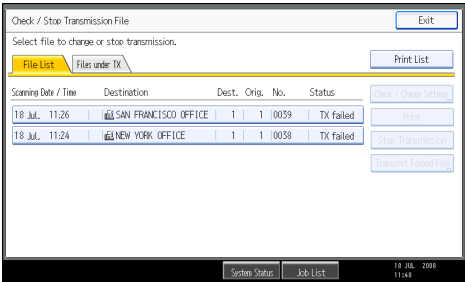 Check / Stop Transmission File
Exit
Select file to change or stop transmission.
File List
Files under TX
Print List
Scanning Date / Time Destination Dest. Orig. No. Status
Check / Change Setting
18 Jul. 11:26 SAN FRANCISCO OFFICE 1 1 0039 TX failed
Print
18 Jul. 11:24 NEW YORK OFFICE 1 1 0038 TX failed
Stop Transmission
Transmit Failed File
System Status
Job List
18 JUL 2008
11:40